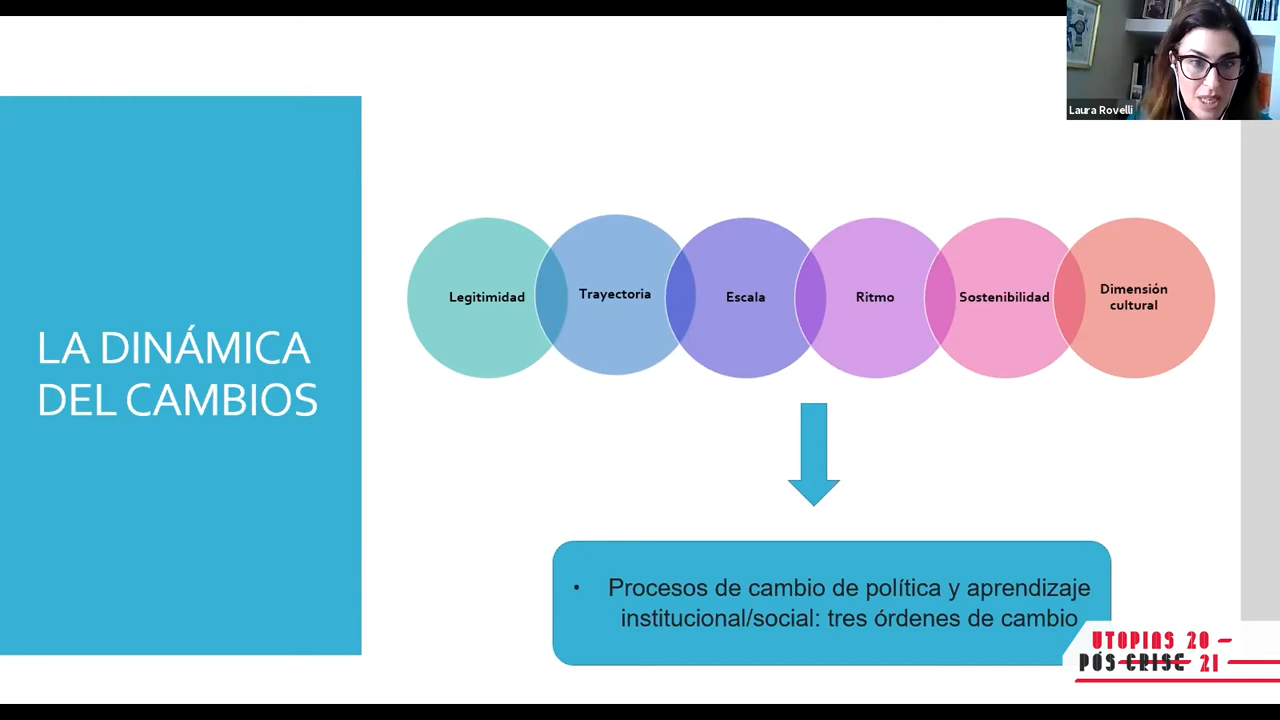 Laura Rovelli
LA DINÁMICA
DEL CAMBIOS
Legitimidad
Trayectoria
Escala
Ritmo
Sostenibilidad
Dimensión
cultural
• Procesos de cambio de política y aprendizaje
institucional/social: tres órdenes de cambio
UTOPIAS 20
PÓS CRISE 21